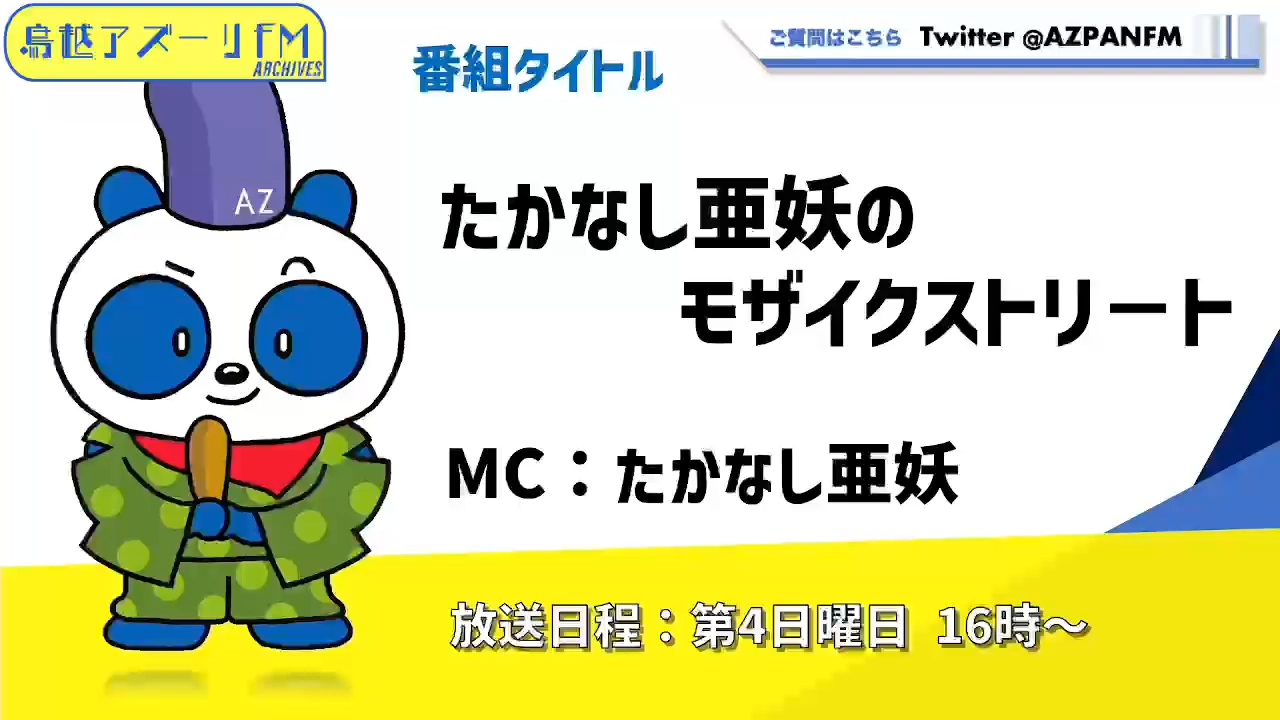 鳥越アズーリFM
ARCHIVES
ご質問はこちら Twitter @AZPANFM
番組タイトル
AZ
たかなし亜妖の
モザイクストリート
MC：たかなし亜妖
放送日程：第4日曜日 16時～